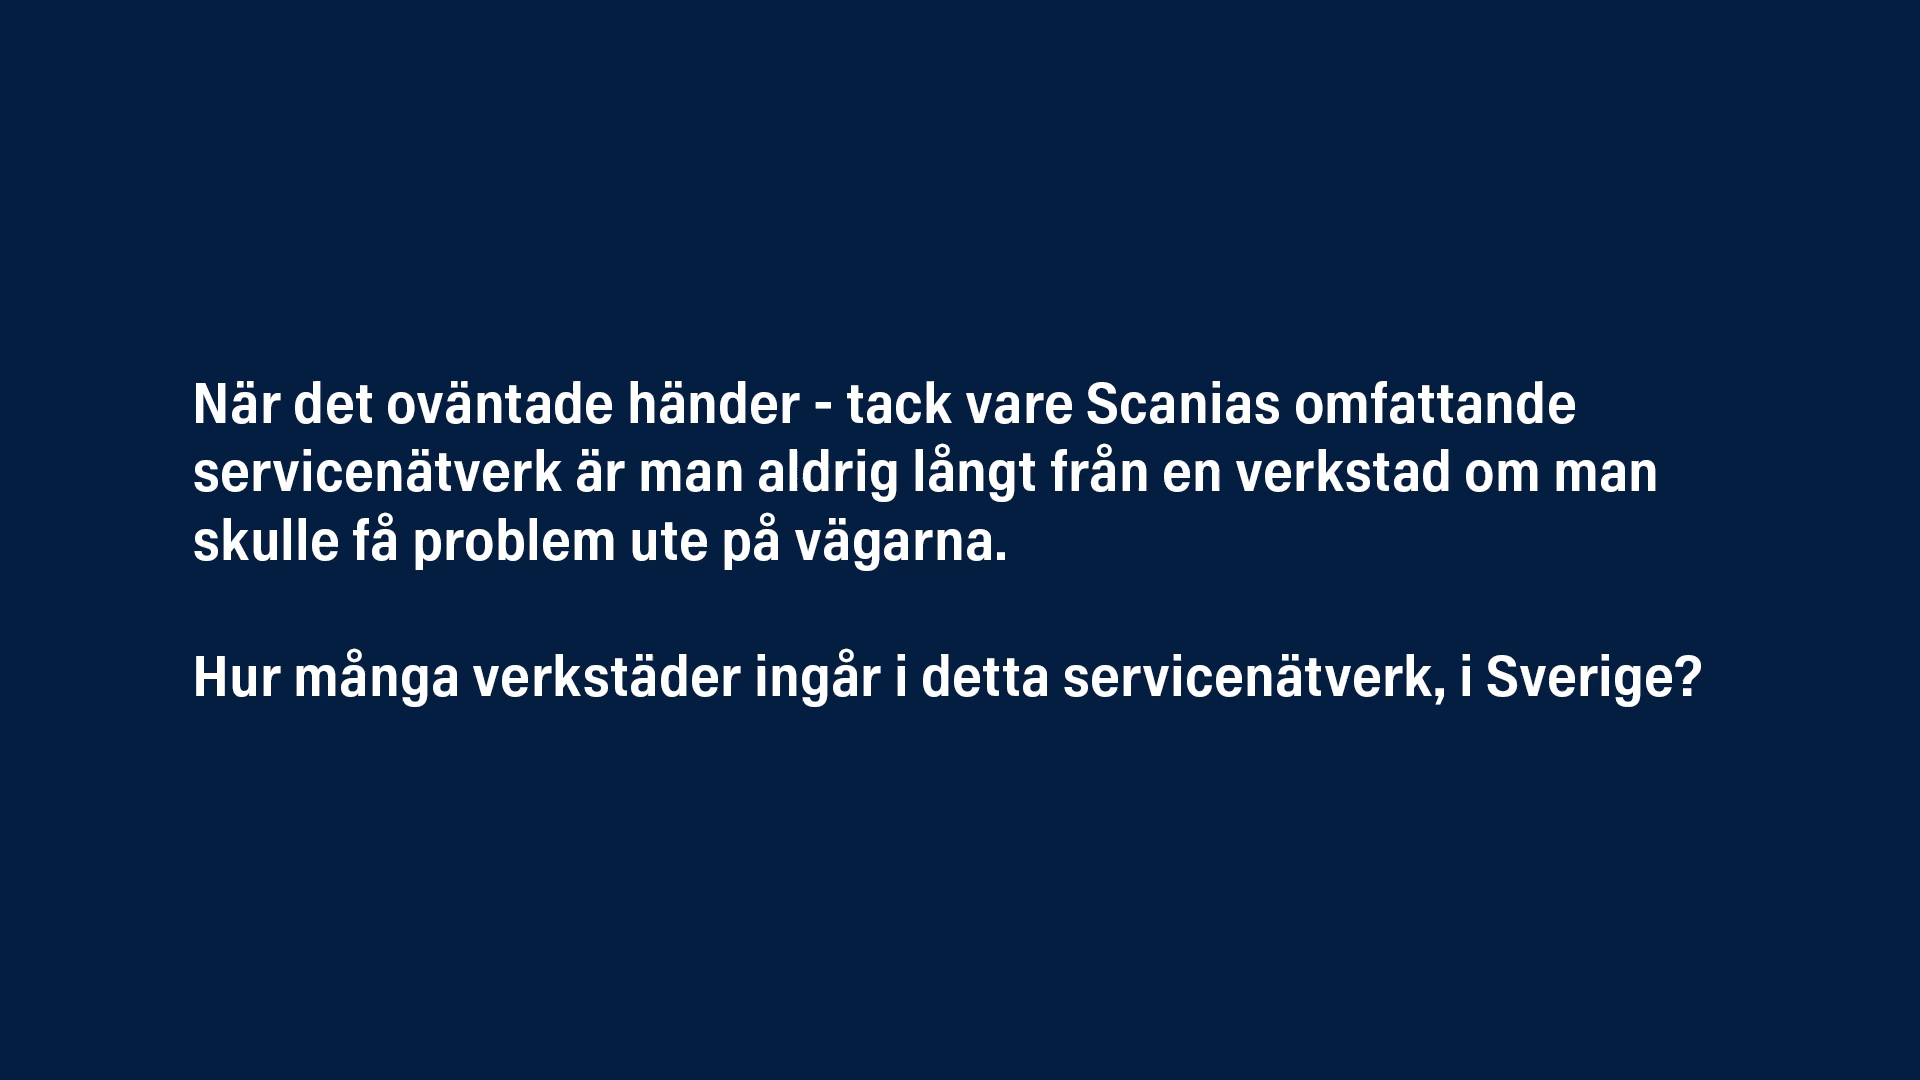 När det oväntade händer - tack vare Scanias omfattande
servicenätverk är man aldrig långt från en verkstad om man
skulle få problem ute på vägarna.
Hur många verkstäder ingår i detta servicenätverk, i Sverige?